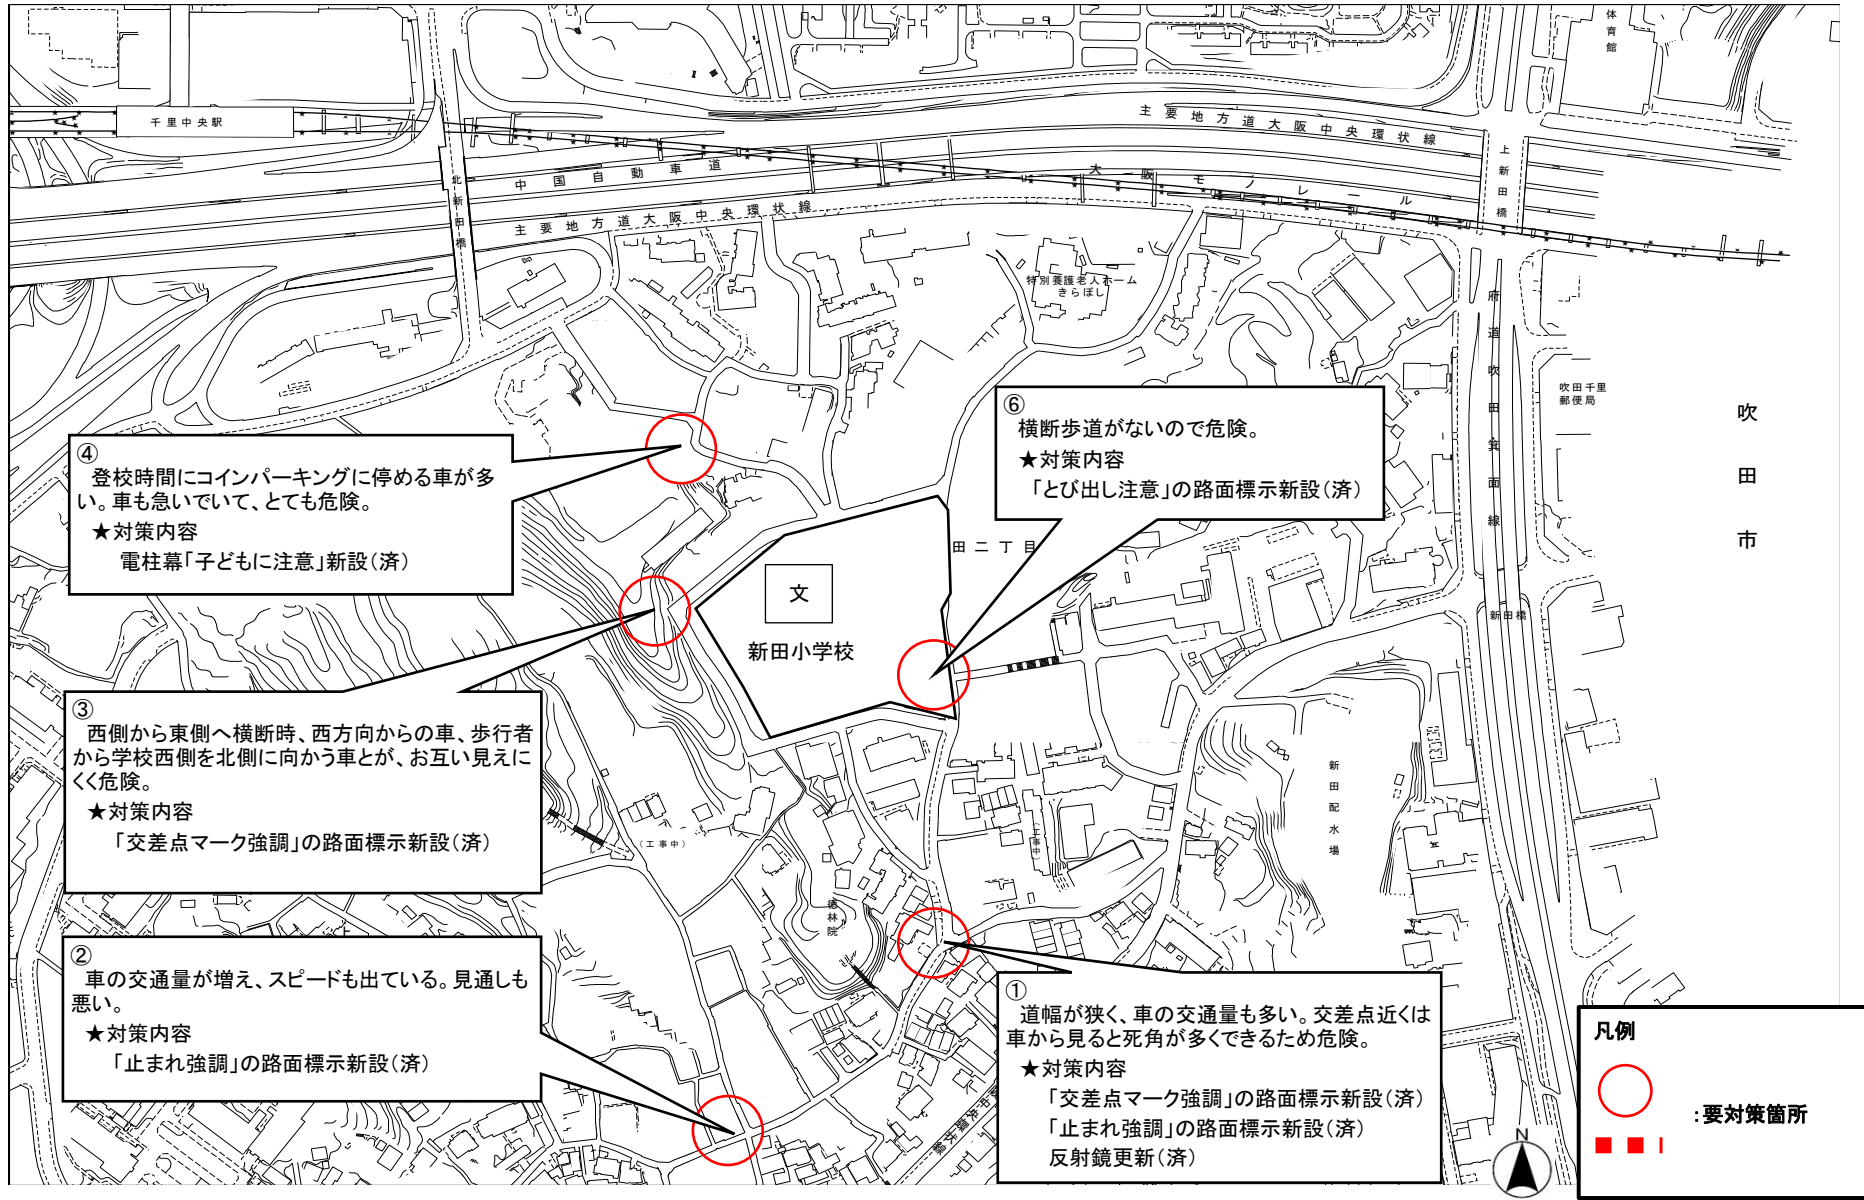 体育館
千里中央駅
主要地方道大阪中央環状線
上新田橋
中国自動車道
大阪モノレール
北新田橋
主要地方道大阪中央環状線
特別養護老人ホーム
きらぼし
府道吹田箕面線
吹田千里
郵便局
吹田市
④
登校時間にコインパーキングに停める車が多
い。車も急いでいて、とても危険。
★対策内容
電柱幕「子どもに注意」新設(済)
⑥
横断歩道がないので危険。
★対策内容
「とび出し注意」の路面標示新設(済)
田二丁目
文
新田小学校
新田橋
③
西側から東側へ横断時、西方向からの車、歩行者
から学校西側を北側に向かう車とが、お互い見えに
くく危険。
★対策内容
「交差点マーク強調」の路面標示新設(済)
(工事中)
(工事中)
新田配水場
徳林院
②
車の交通量が増え、スピードも出ている。見通しも
悪い。
★対策内容
「止まれ強調」の路面標示新設(済)
①
道幅が狭く、車の交通量も多い。交差点近くは
車から見ると死角が多くできるため危険。
★対策内容
「交差点マーク強調」の路面標示新設(済)
「止まれ強調」の路面標示新設(済)
反射鏡更新(済)
中央環状線
N
凡例
:要対策箇所